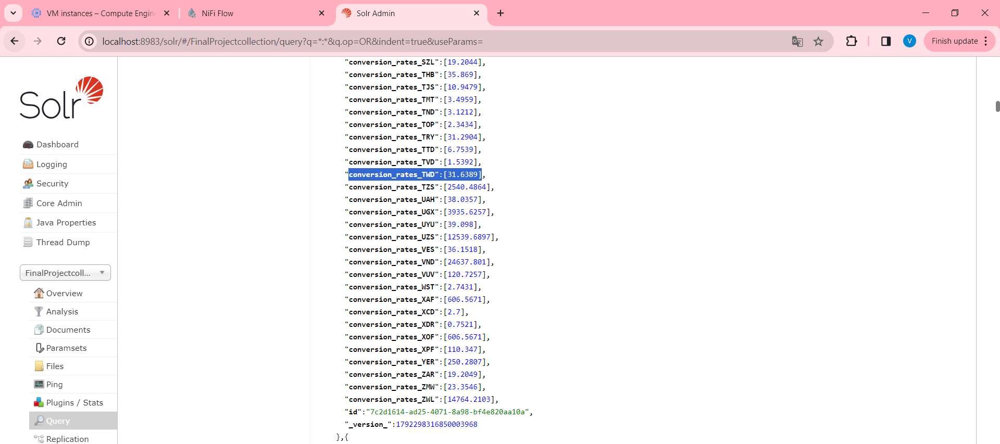 VM instances – Compute Engin
NiFi Flow
Solr Admin
localhost:8983/solr/#/FinalProjectcollection/query?q=*:*&q.op=OR&indent=true&useParams=
V
Finish update
Solr
Dashboard
Logging
Security
Core Admin
Java Properties
Thread Dump
FinalProjectcoll...
Overview
Analysis
Documents
Paramsets
Files
Ping
Plugins / Stats
Query
Replication
"conversion_rates_SZL":[19.2044],
"conversion_rates_THB":[35.869],
"conversion_rates_TJS":[10.9479],
"conversion_rates_TMT":[3.4959],
"conversion_rates_TND":[3.1212],
"conversion_rates_TOP":[2.3434],
"conversion_rates_TRY":[31.2904],
"conversion_rates_TTD":[6.7539],
"conversion_rates_TVD":[1.5392],
"conversion_rates_TWD":[31.6389],
"conversion_rates_TZS":[2540.4864],
"conversion_rates_UAH":[38.0357],
"conversion_rates_UGX":[3935.6257],
"conversion_rates_UYU":[39.098],
"conversion_rates_UZS":[12539.6897],
"conversion_rates_VES":[36.1518],
"conversion_rates_VND":[24637.801],
"conversion_rates_VUV":[120.7257],
"conversion_rates_WST":[2.7431],
"conversion_rates_XAF":[606.5671],
"conversion_rates_XCD":[2.7],
"conversion_rates_XDR":[0.7521],
"conversion_rates_XOF":[606.5671],
"conversion_rates_XPF":[110.347],
"conversion_rates_YER":[250.2807],
"conversion_rates_ZAR":[19.2049],
"conversion_rates_ZMW":[23.3546],
"conversion_rates_ZWL":[14764.2103],
"id":"7c2d1614-ad25-4071-8a98-bf4e820aa10a",
"_version_":1792298316850003968
},{